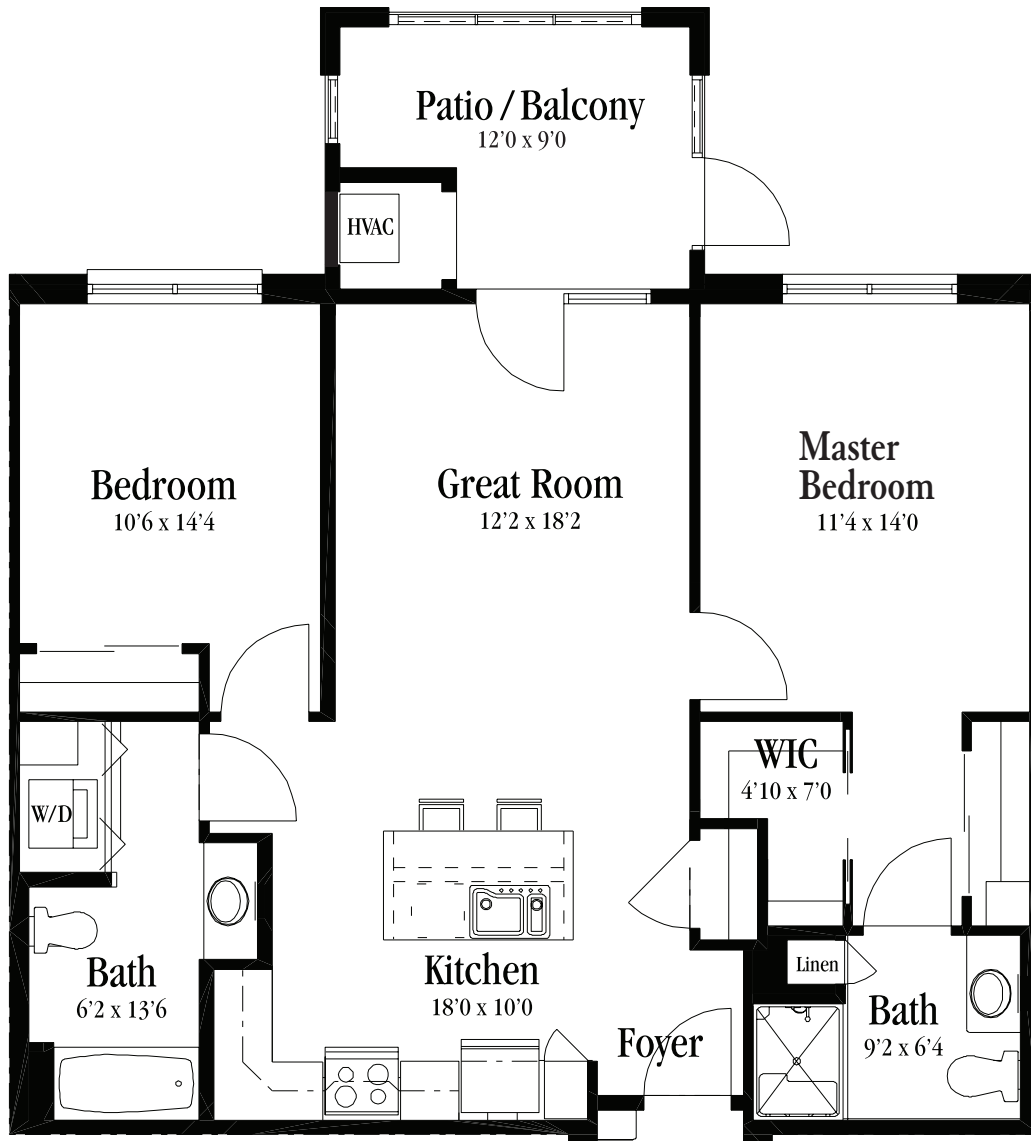 Patio / Balcony
12'0 x 9'0
HVAC
Bedroom
10'6 x 14'4
Great Room
12'2 x 18'2
Master
Bedroom
11'4 x 14'0
W/D
WIC
4'10 x 7'0
Bath
6'2 x 13'6
Kitchen
18'0 x 10'0
Foyer
Linen
Bath
9'2 x 6'4